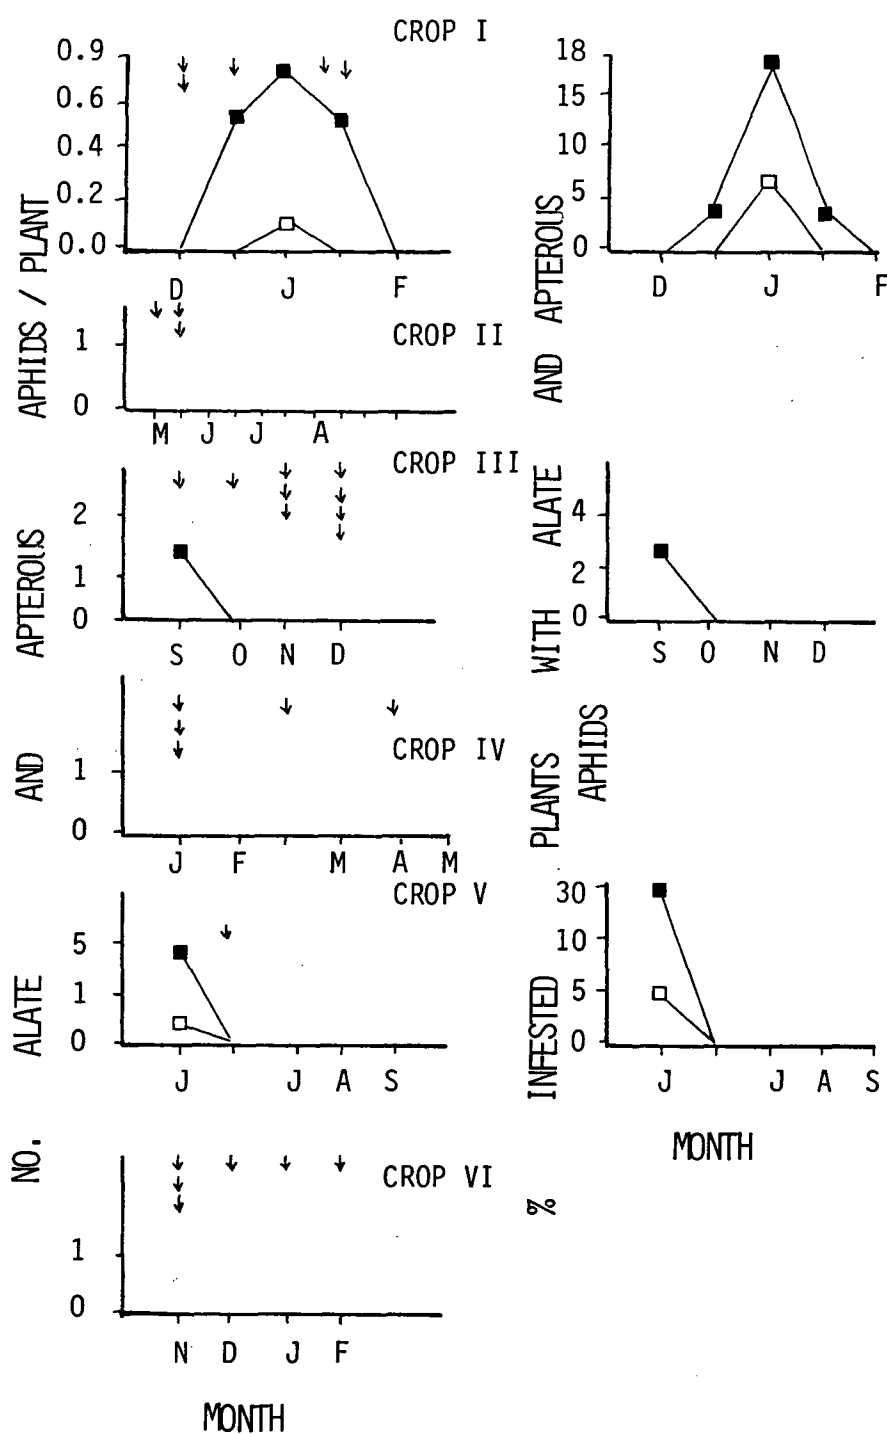 CROP I
0.9
0.6
0.4
0.2
0.0
D J F
18
15
10
5
0
D J F
CROP II
1
0
M J J A
CROP III
2
1
0
S O N D
4
2
0
S O N D
CROP IV
1
0
J F M A M
CROP V
5
1
0
J J A S
30
10
5
0
J J A S
MONTH
CROP VI
1
0
N D J F
MONTH
NO. ALATE AND APTEROUS APHIDS / PLANT
% INFESTED PLANTS WITH ALATE AND APTEROUS
APHIDS